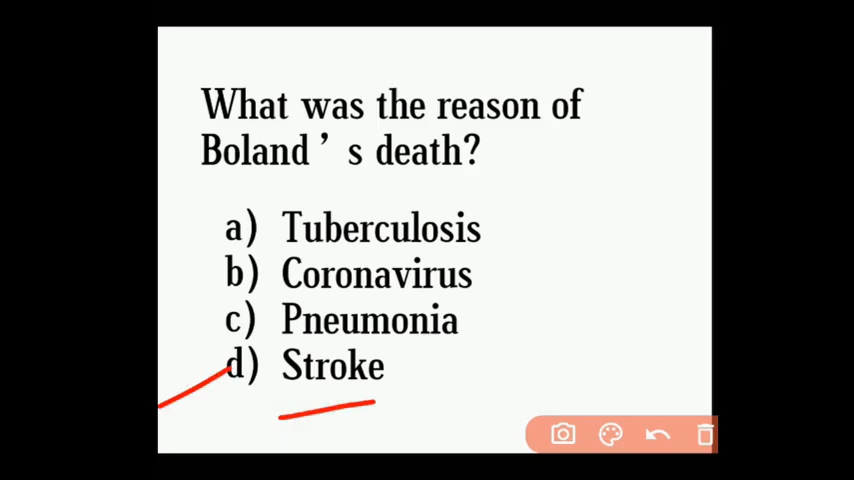 What was the reason of
Boland ’ s death?
a) Tuberculosis
b) Coronavirus
c) Pneumonia
d) Stroke